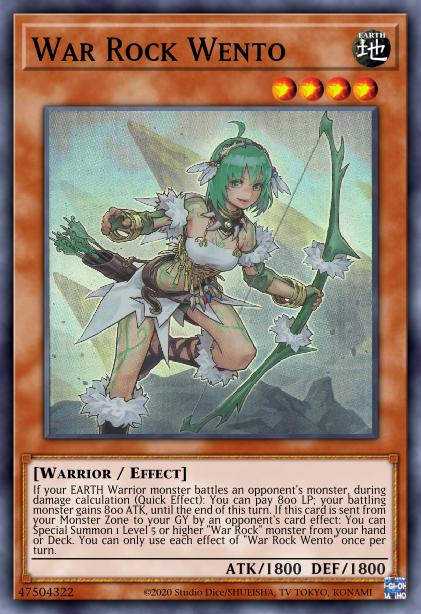 War Rock Wento
EARTH
地
[Warrior / Effect]
If your EARTH Warrior monster battles an opponent's monster, during
damage calculation (Quick Effect): You can pay 800 LP; your battling
monster gains 800 ATK, until the end of this turn. If this card is sent from
your Monster Zone to your GY by an opponent's card effect: You can
Special Summon 1 Level 5 or higher "War Rock" monster from your hand
or Deck. You can only use each effect of "War Rock Wento" once per
turn.
ATK/1800 DEF/1800
47504322
©2020 Studio Dice/SHUEISHA, TV TOKYO, KONAMI